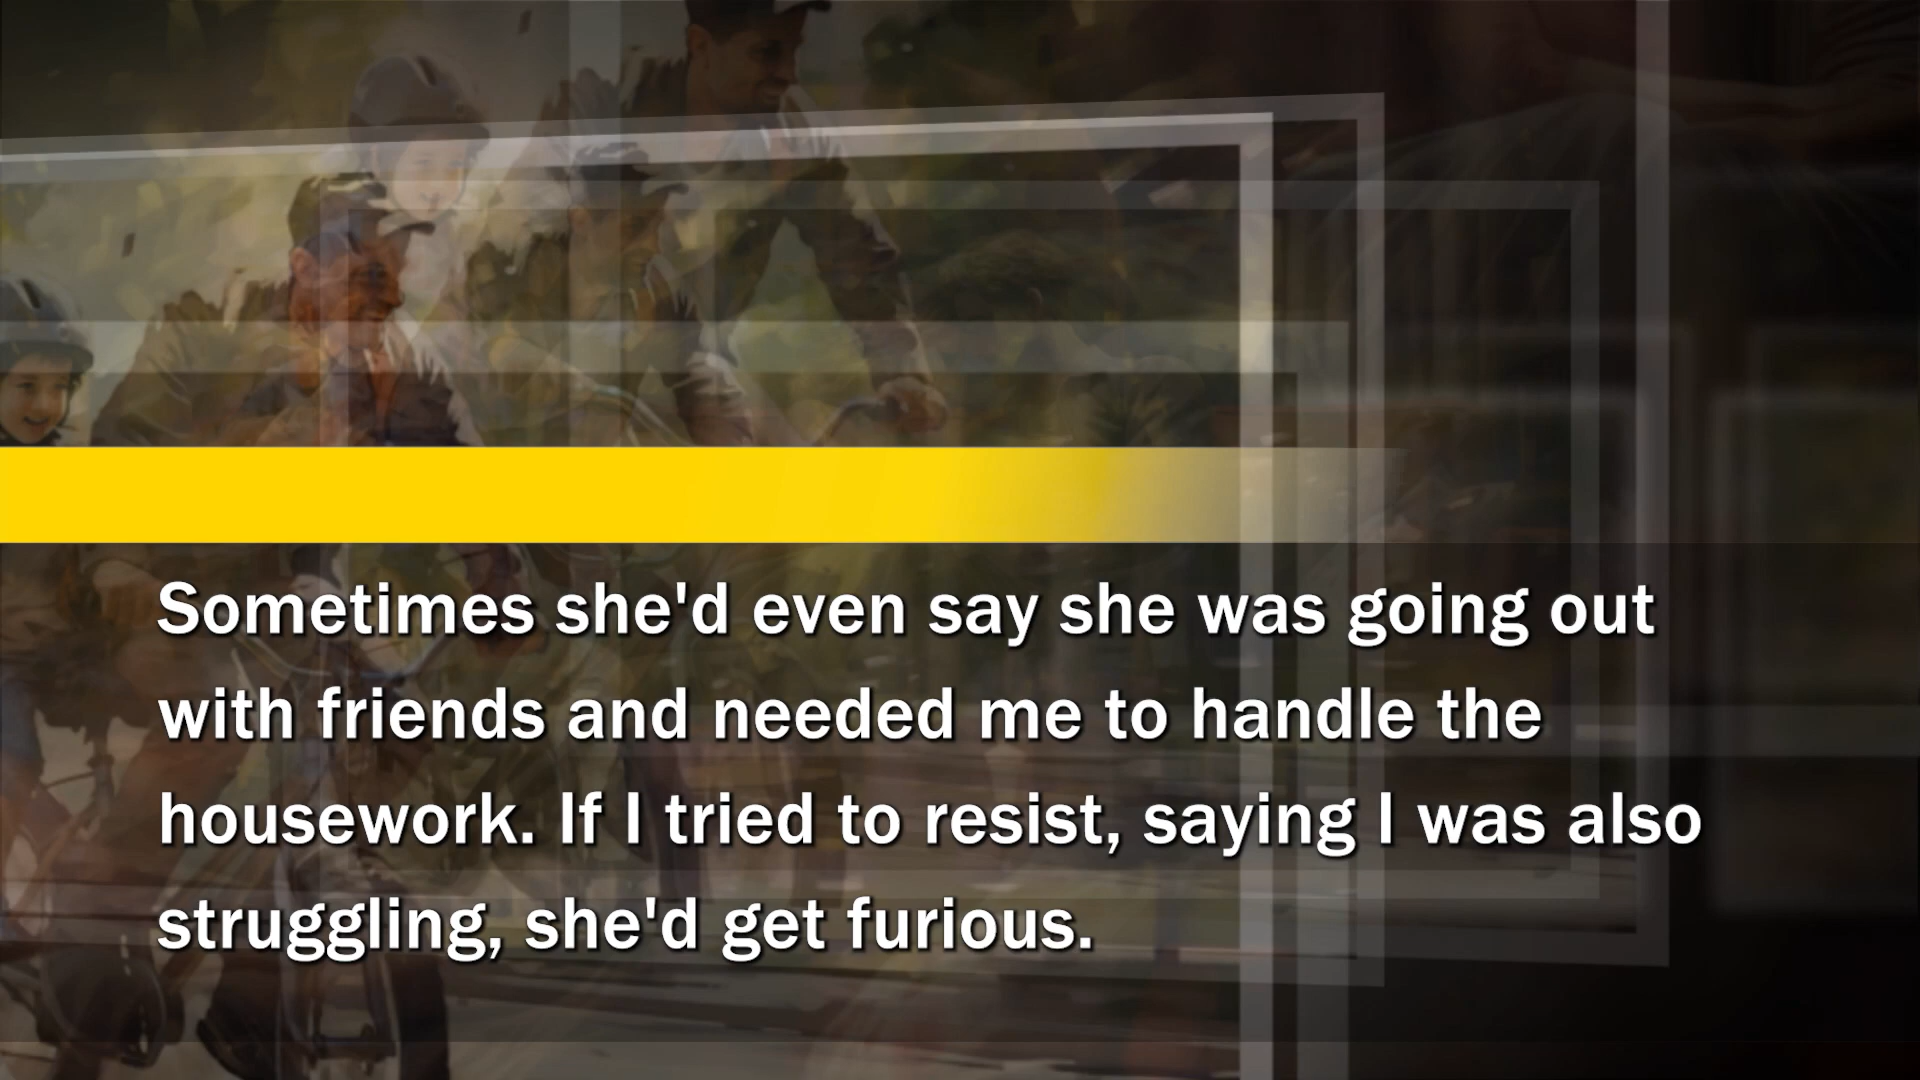 Sometimes she'd even say she was going out
with friends and needed me to handle the
housework. If I tried to resist, saying I was also
struggling, she'd get furious.